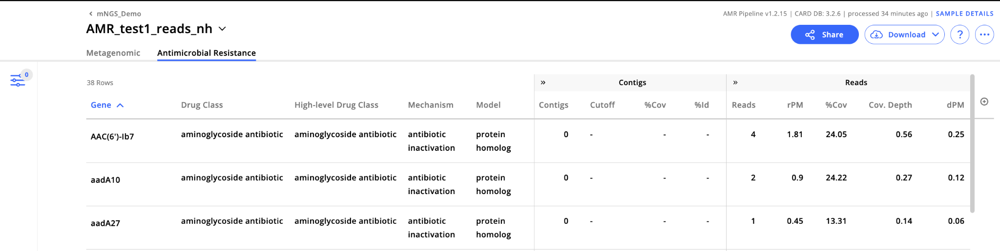 mNGS_Demo
AMR Pipeline v1.2.15 | CARD DB: 3.2.6 | processed 34 minutes ago | SAMPLE DETAILS
AMR_test1_reads_nh
Share
Download
?
Metagenomic Antimicrobial Resistance
0
38 Rows » Contigs » Reads
Gene Drug Class High-level Drug Class Mechanism Model Contigs Cutoff %Cov %Id Reads rPM %Cov Cov. Depth dPM
AAC(6')-Ib7 aminoglycoside antibiotic aminoglycoside antibiotic antibiotic protein 0 - - - 4 1.81 24.05 0.56 0.25
inactivation homolog
aadA10 aminoglycoside antibiotic aminoglycoside antibiotic antibiotic protein 0 - - - 2 0.9 24.22 0.27 0.12
inactivation homolog
aadA27 aminoglycoside antibiotic aminoglycoside antibiotic antibiotic protein 0 - - - 1 0.45 13.31 0.14 0.06
inactivation homolog